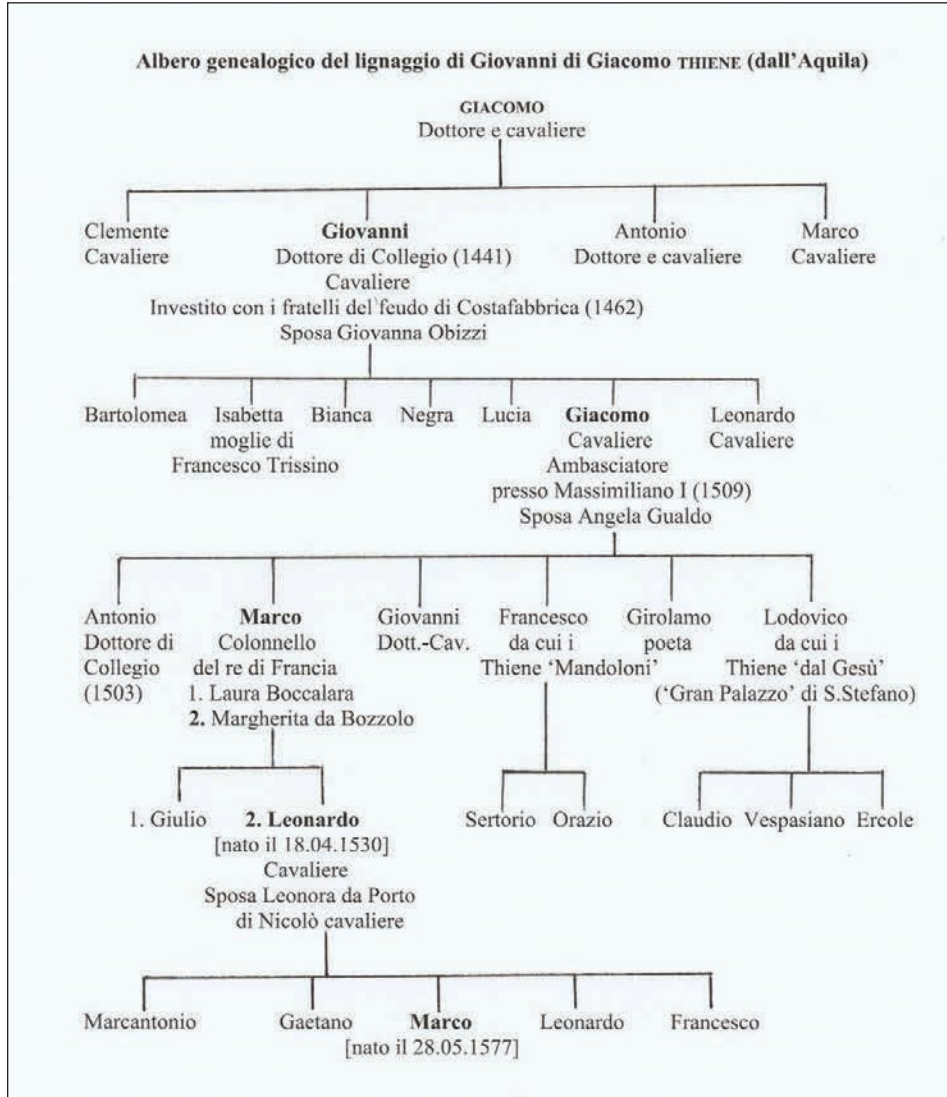 Albero genealogico del lignaggio di Giovanni di Giacomo THIENE (dall'Aquila)
GIACOMO
Dottore e cavaliere
Clemente
Cavaliere
Giovanni
Dottore di Collegio (1441)
Cavaliere
Investito con i fratelli del feudo di Costafabbrica (1462)
Sposa Giovanna Obizzi
Antonio
Dottore e cavaliere
Marco
Cavaliere
Bartolomea
Isabetta
moglie di
Francesco Trissino
Bianca
Negra
Lucia
Giacomo
Cavaliere
Ambasciatore
presso Massimiliano I (1509)
Sposa Angela Gualdo
Leonardo
Cavaliere
Antonio
Dottore di
Collegio
(1503)
Marco
Colonnello
del re di Francia
1. Laura Boccalara
2. Margherita da Bozzolo
Giovanni
Dott.-Cav.
Francesco
da cui i
Thiene 'Mandoloni'
Girolamo
poeta
Lodovico
da cui i
Thiene 'dal Gesù'
('Gran Palazzo' di S.Stefano)
1. Giulio
2. Leonardo
[nato il 18.04.1530]
Cavaliere
Sposa Leonora da Porto
di Nicolò cavaliere
Sertorio
Orazio
Claudio
Vespasiano
Ercole
Marcantonio
Gaetano
Marco
[nato il 28.05.1577]
Leonardo
Francesco